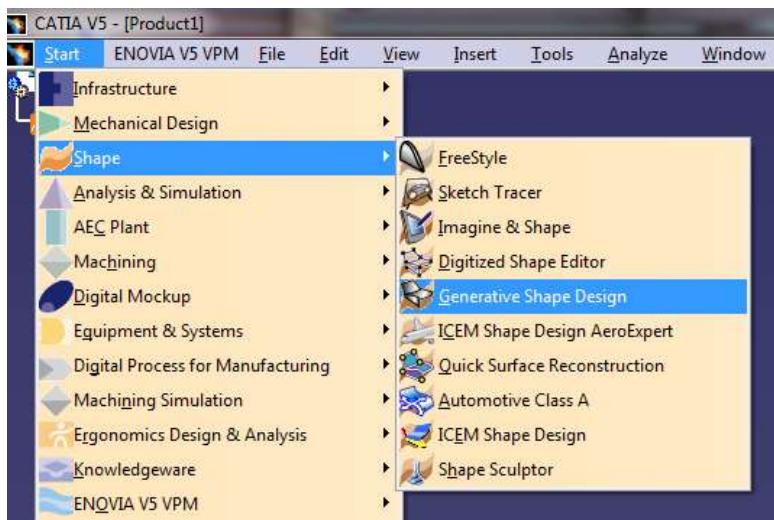 CATIA V5 - [Product1]
Start ENOVIA V5 VPM File Edit View Insert Tools Analyze Window
Infrastructure
Mechanical Design
Shape
Analysis & Simulation
AEC Plant
Machining
Digital Mockup
Equipment & Systems
Digital Process for Manufacturing
Machining Simulation
Ergonomics Design & Analysis
Knowledgeware
ENOVIA V5 VPM
FreeStyle
Sketch Tracer
Imagine & Shape
Digitized Shape Editor
Generative Shape Design
ICEM Shape Design AeroExpert
Quick Surface Reconstruction
Automotive Class A
ICEM Shape Design
Shape Sculptor